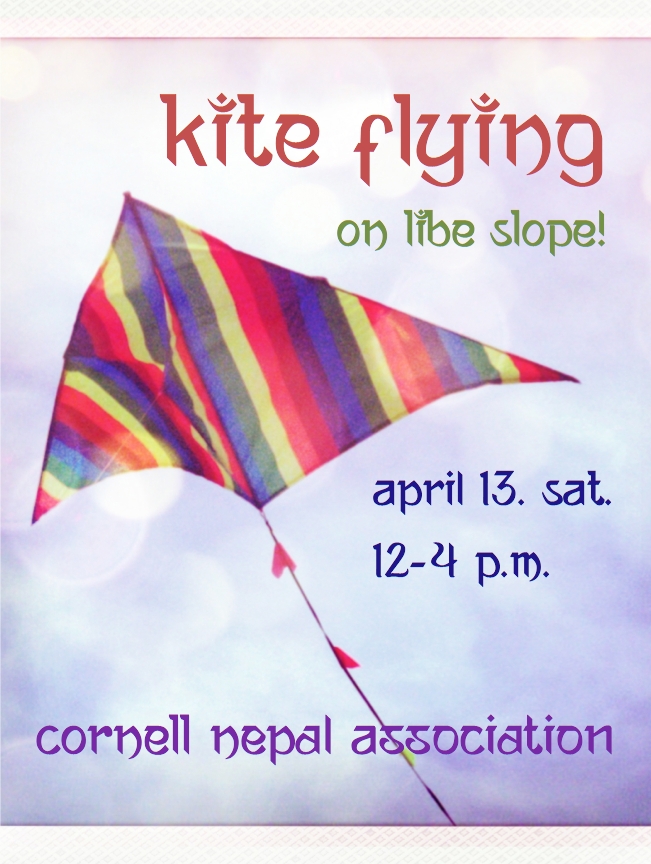 kite flying
on libe slope!
april 13. sat.
12-4 p.m.
cornell nepal association